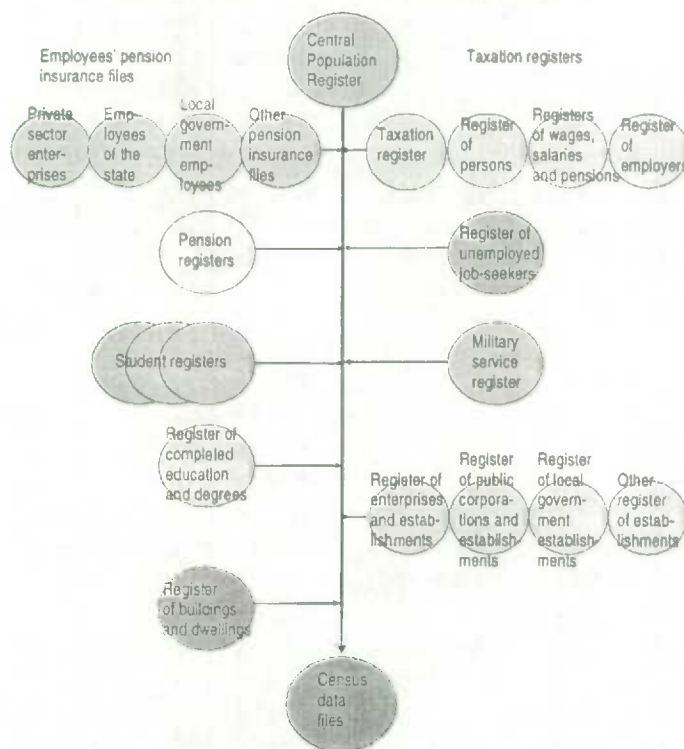 Central
Population
Register
Employees' pension
insurance files
Taxation registers
Private
sector
enter-
prises
Emp-
loyees
of the
state
Local
govern-
ment
employees
Other
pension
insurance
files
Taxation
register
Register
of
persons
Registers
of wages,
salaries
and pensions
Register
of
employers
Pension
registers
Register of
unemployed
job-seekers
Student registers
Military
service
register
Register of
completed
education
and degrees
Register of
enterprises
and estab-
lishments
Register
of public
corpora-
tions and
establish-
ments
Register
of local
govern-
ment
establish-
ments
Other
register
of estab-
lishments
Register
of buildings
and dwellings
Census
data
files